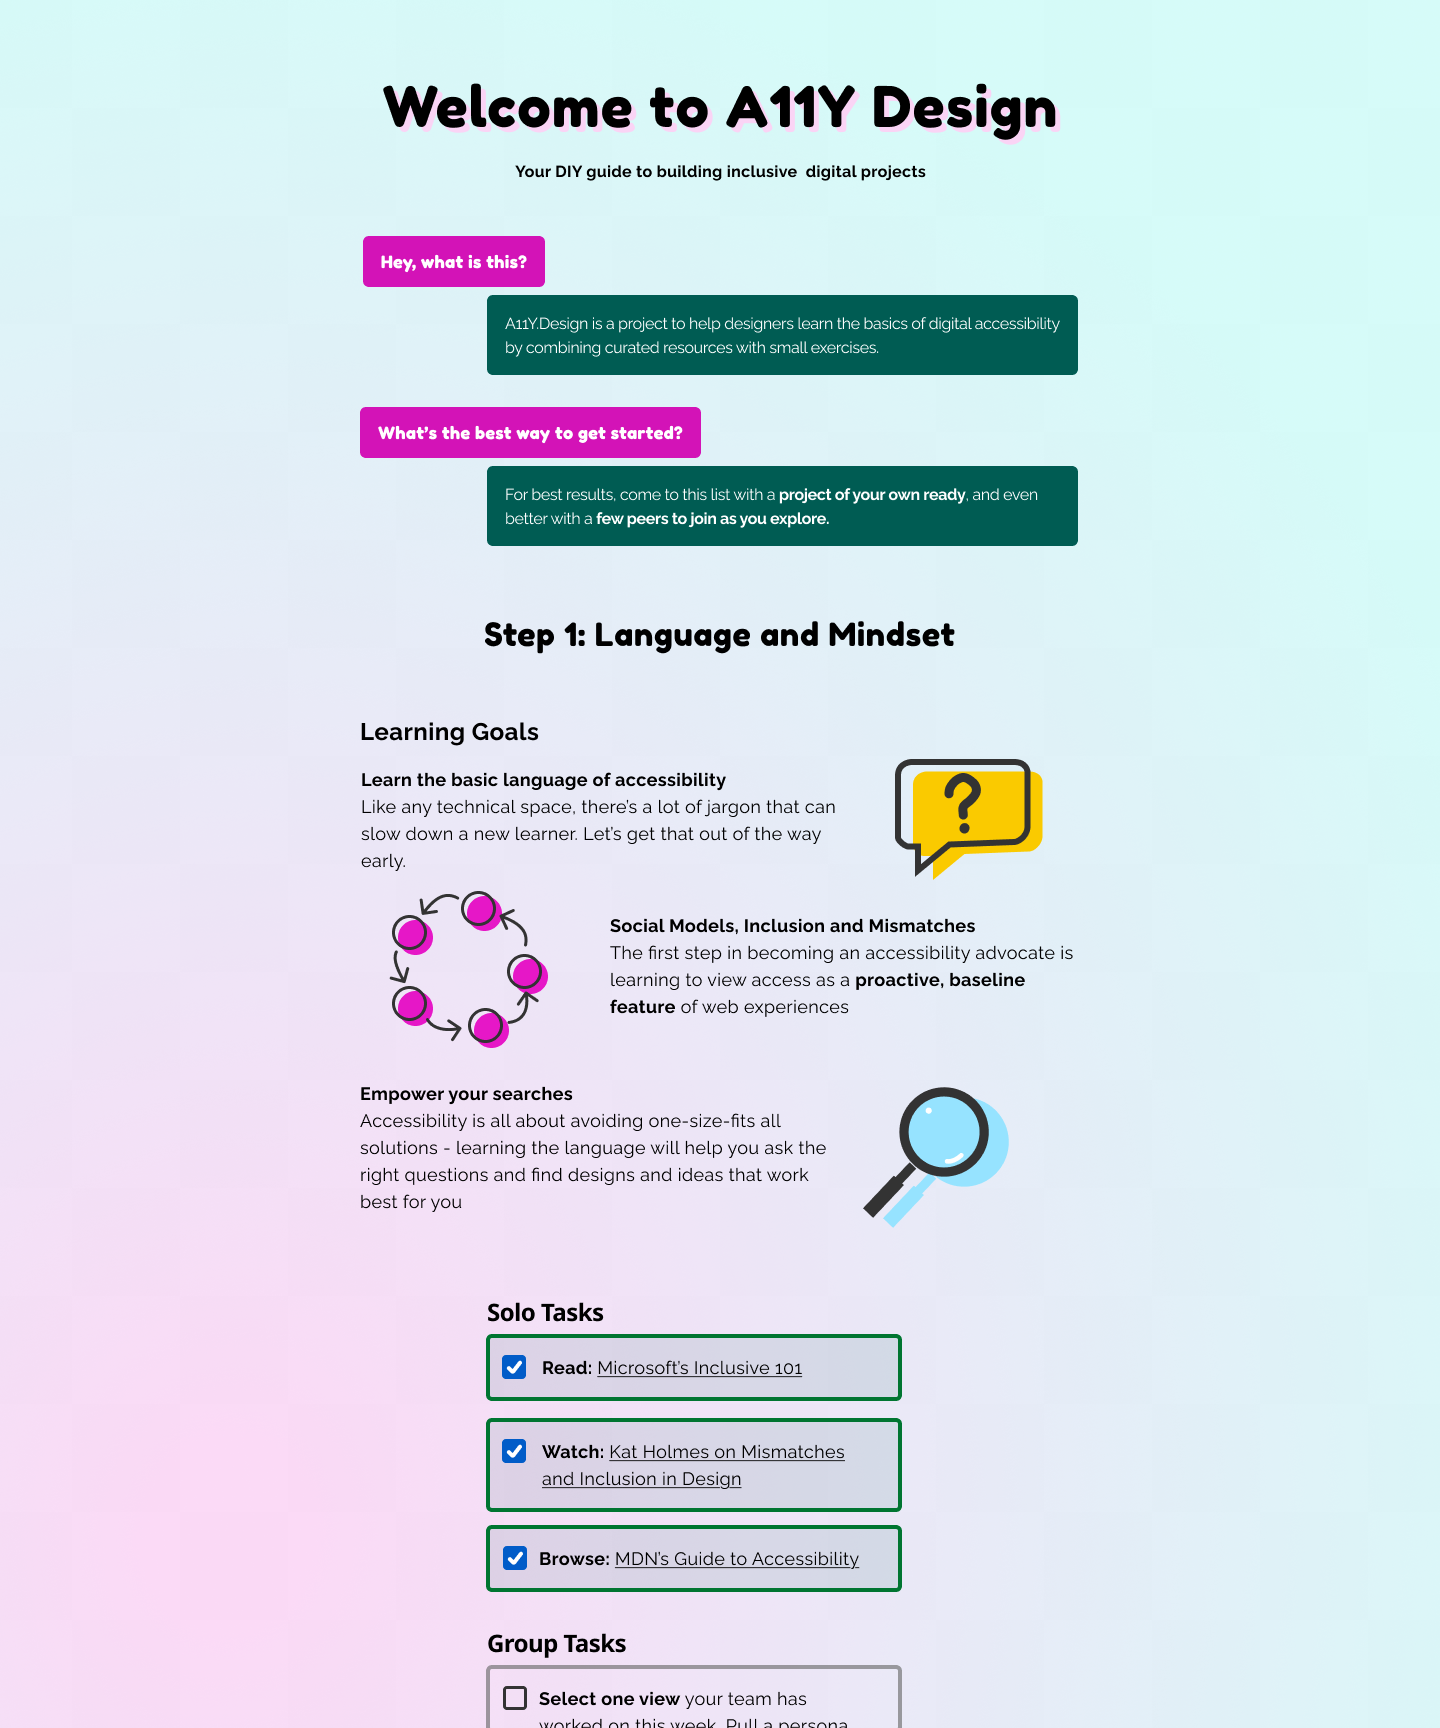 Welcome to A11Y Design
Your DIY guide to building inclusive  digital projects
Hey, what is this?
A11Y.Design is a project to help designers learn the basics of digital accessibility
by combining curated resources with small exercises.
What’s the best way to get started?
For best results, come to this list with a project of your own ready, and even
better with a few peers to join as you explore.
Step 1: Language and Mindset
Learning Goals
Learn the basic language of accessibility
Like any technical space, there’s a lot of jargon that can
slow down a new learner. Let’s get that out of the way
early.
?
Social Models, Inclusion and Mismatches
The first step in becoming an accessibility advocate is
learning to view access as a proactive, baseline
feature of web experiences
Empower your searches
Accessibility is all about avoiding one-size-fits all
solutions - learning the language will help you ask the
right questions and find designs and ideas that work
best for you
Solo Tasks
Read: Microsoft’s Inclusive 101
Watch: Kat Holmes on Mismatches
and Inclusion in Design
Browse: MDN’s Guide to Accessibility
Group Tasks
Select one view your team has
worked on this week. Pull a persona